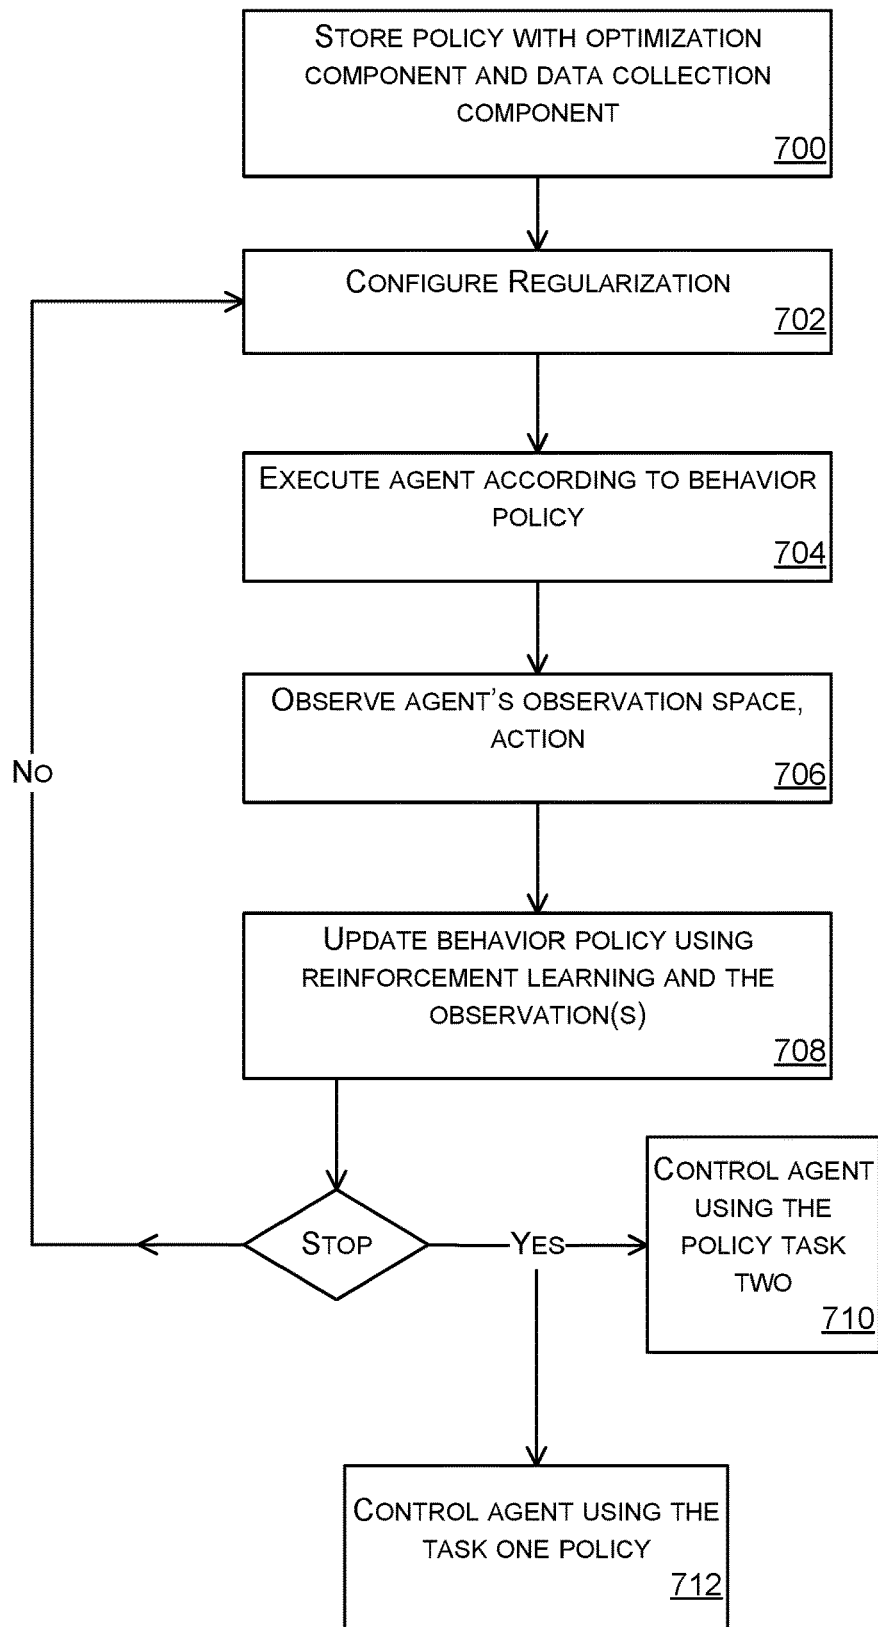 STORE POLICY WITH OPTIMIZATION
COMPONENT AND DATA COLLECTION
COMPONENT
700
CONFIGURE REGULARIZATION
702
EXECUTE AGENT ACCORDING TO BEHAVIOR
POLICY
704
OBSERVE AGENT’S OBSERVATION SPACE,
ACTION
706
NO
UPDATE BEHAVIOR POLICY USING
REINFORCEMENT LEARNING AND THE
OBSERVATION(S)
708
STOP
YES
CONTROL AGENT
USING THE
POLICY TASK
TWO
710
CONTROL AGENT USING THE
TASK ONE POLICY
712